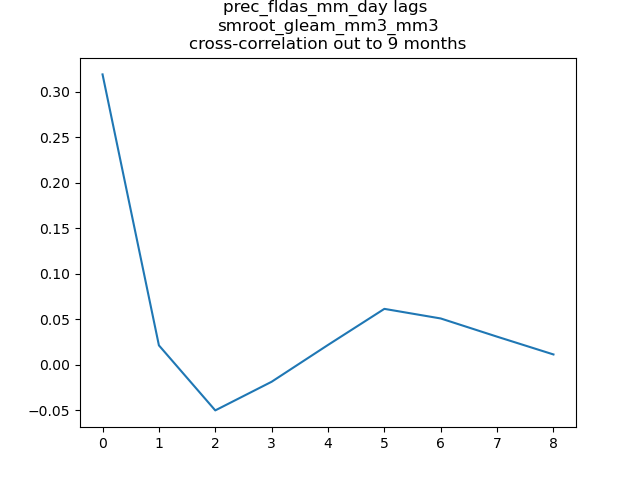 prec_fldas_mm_day lags
smroot_gleam_mm3_mm3
cross-correlation out to 9 months
0.30
0.25
0.20
0.15
0.10
0.05
0.00
−0.05
0 1 2 3 4 5 6 7 8